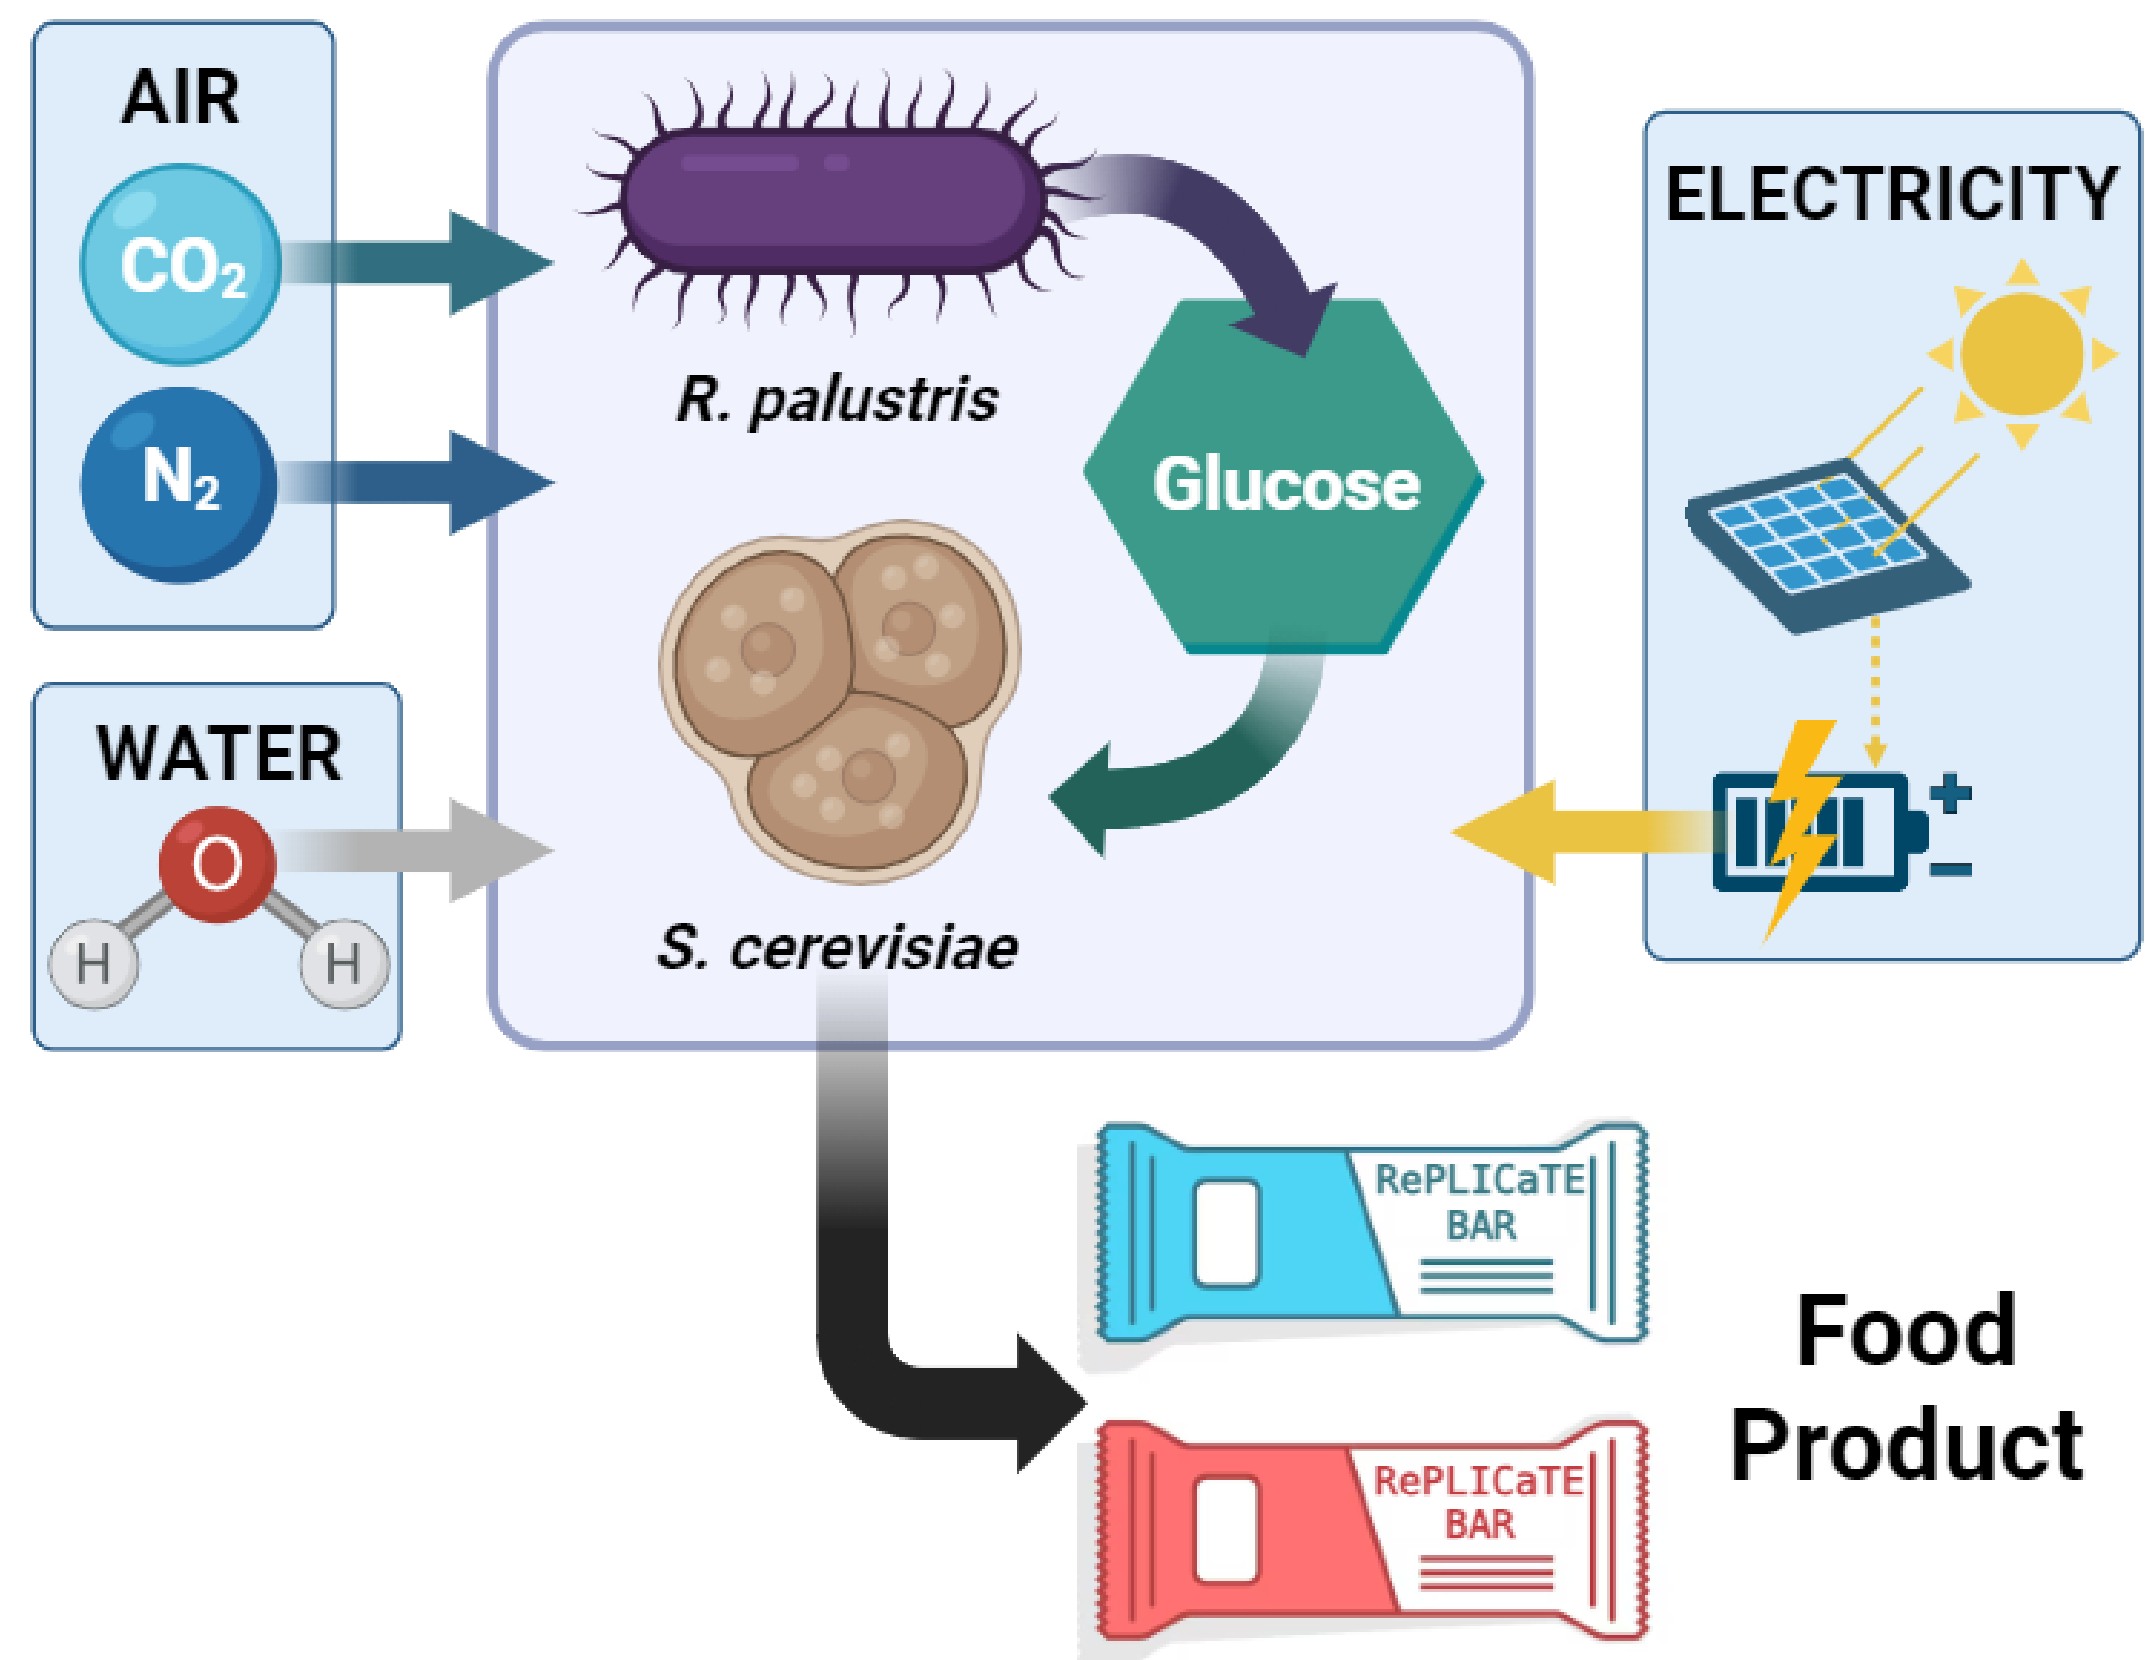 AIR
CO₂
N₂
WATER
O
H
H
R. palustris
Glucose
S. cerevisiae
ELECTRICITY
+
−
RePLICaTE
BAR
RePLICaTE
BAR
Food
Product